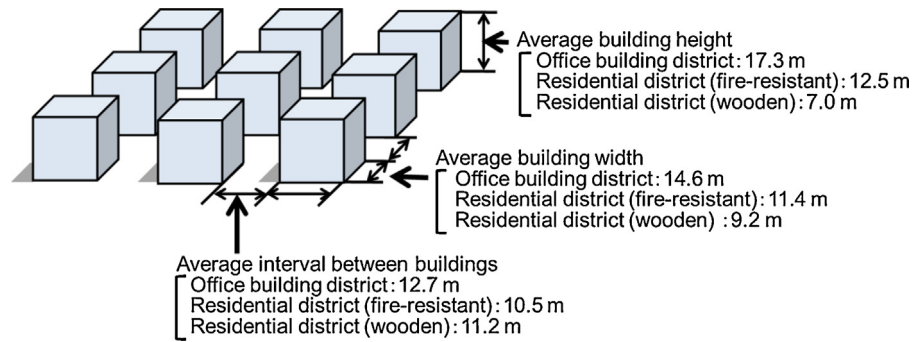 Average building height
Office building district: 17.3 m
Residential district (fire-resistant): 12.5 m
Residential district (wooden): 7.0 m
Average building width
Office building district: 14.6 m
Residential district (fire-resistant): 11.4 m
Residential district (wooden) : 9.2 m
Average interval between buildings
Office building district: 12.7 m
Residential district (fire-resistant): 10.5 m
Residential district (wooden): 11.2 m